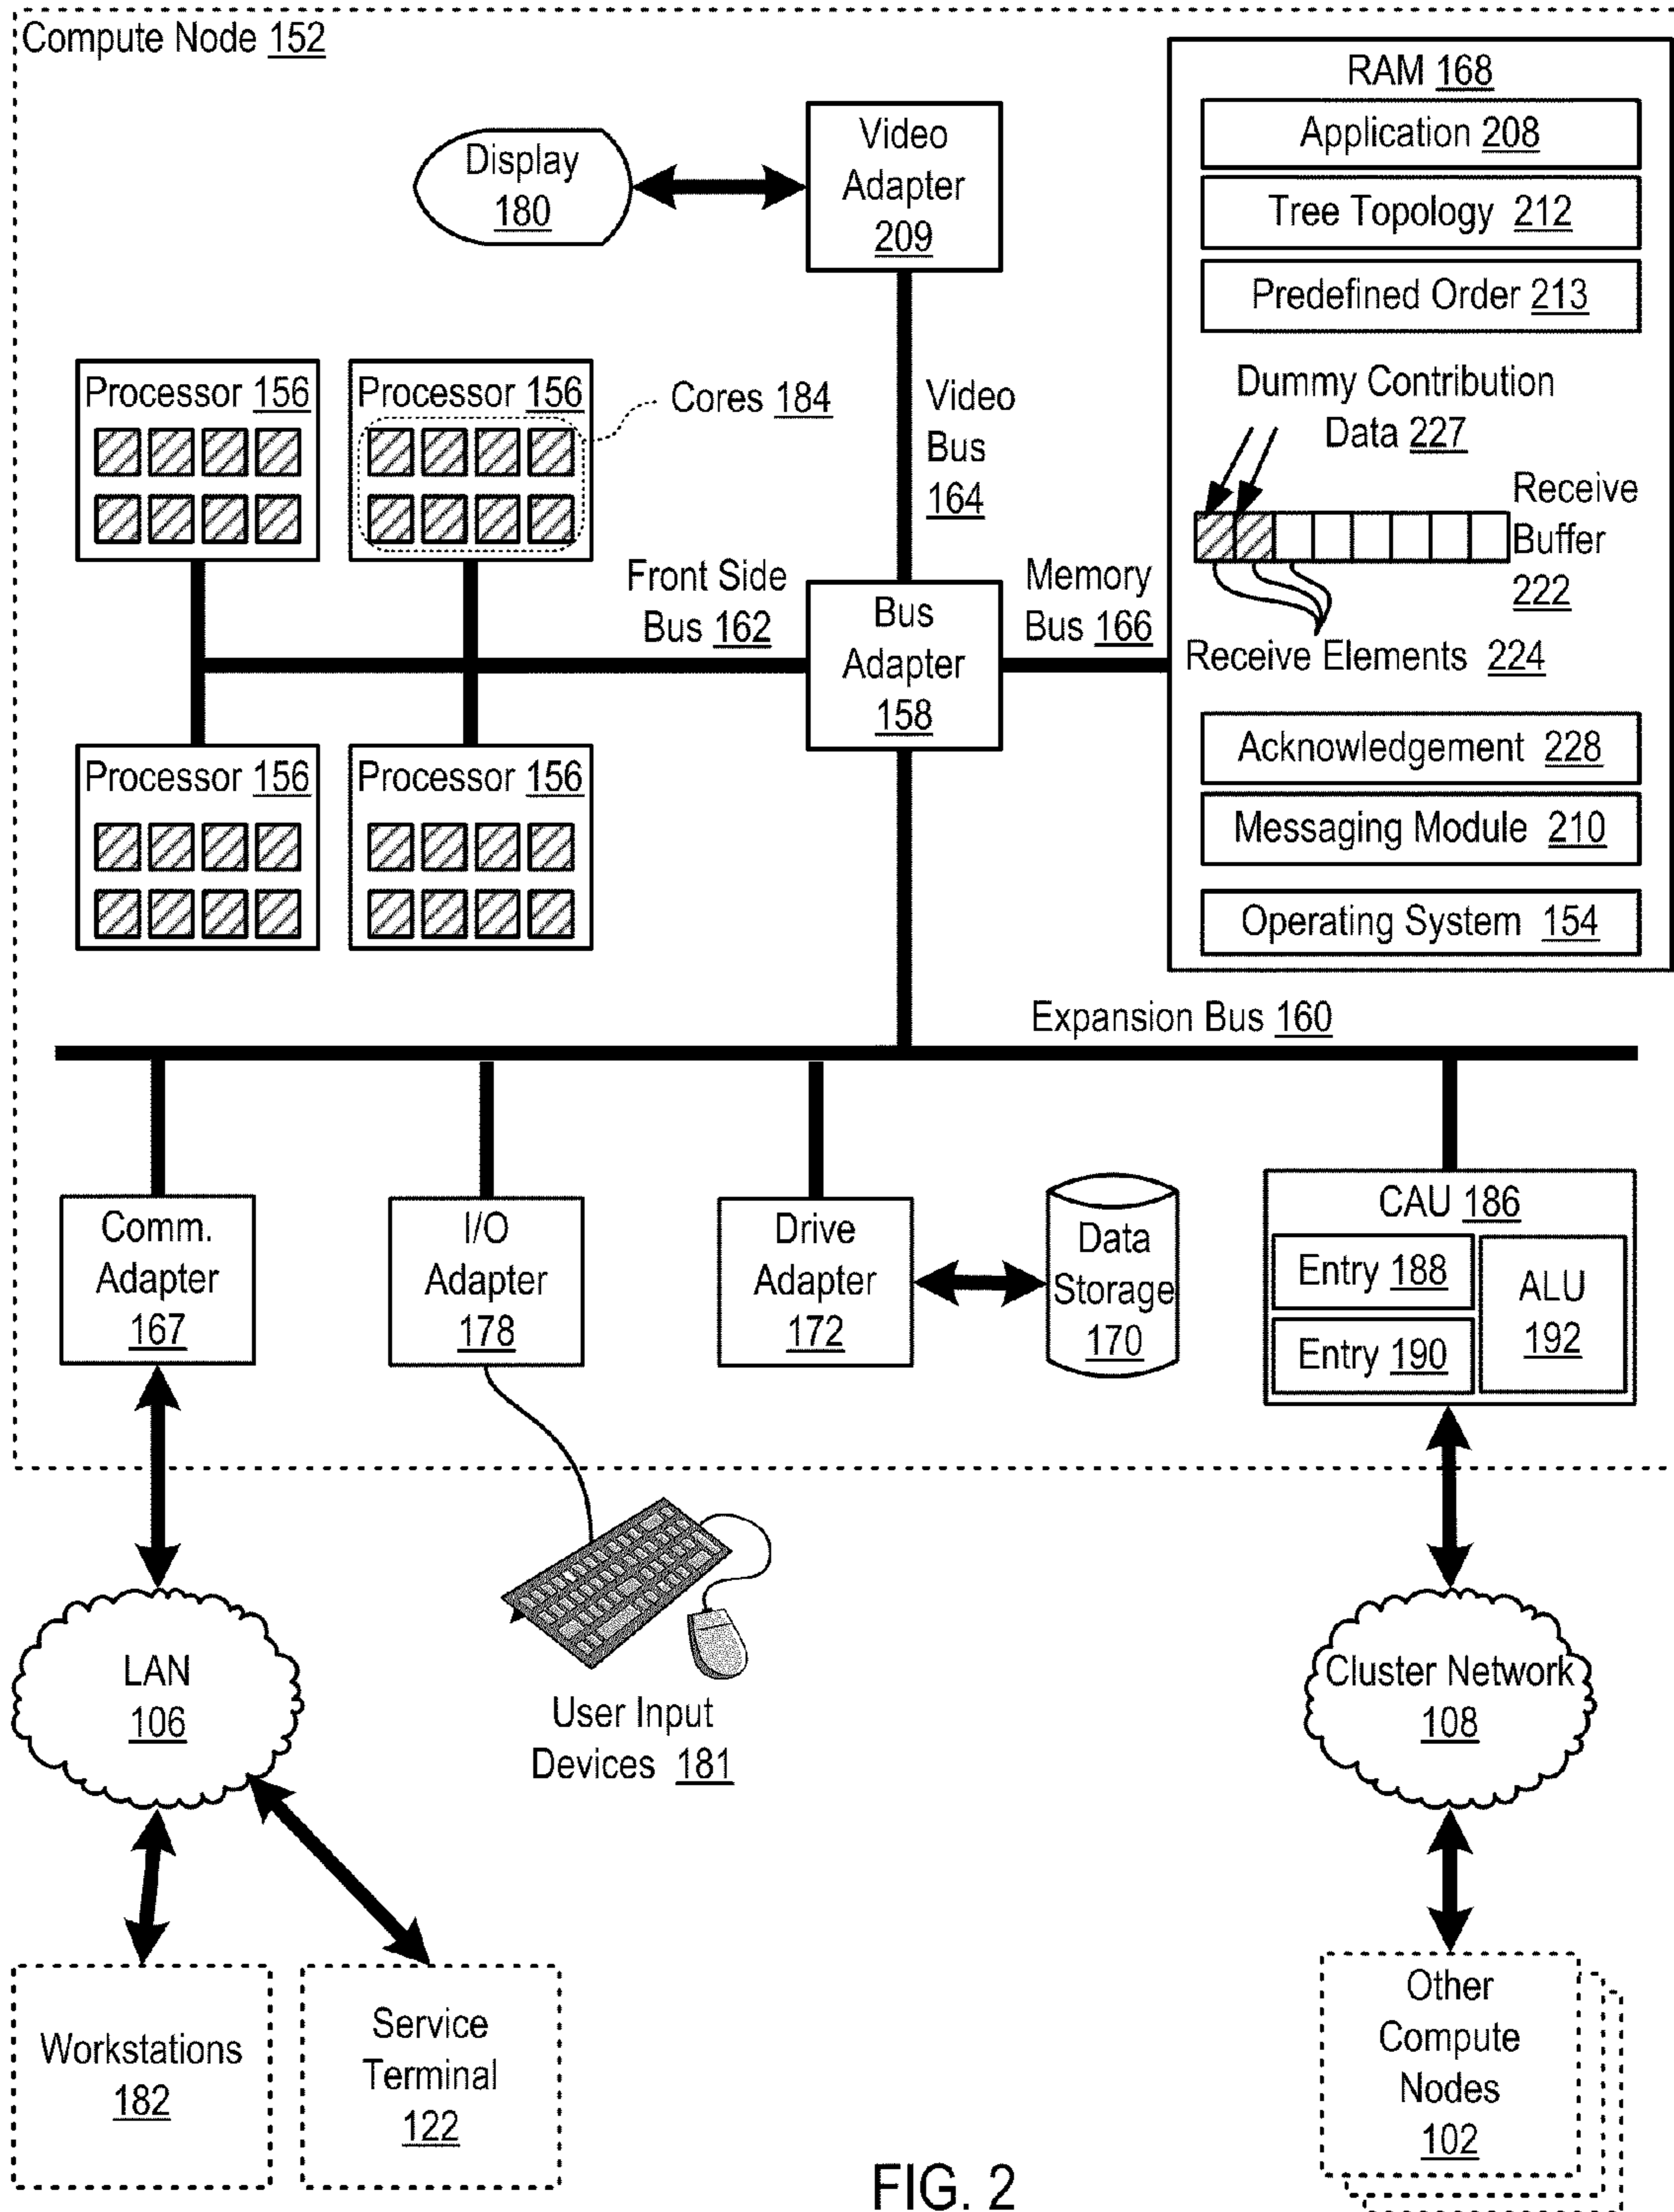 Compute Node 152
RAM 168
Application 208
Tree Topology 212
Predefined Order 213
Dummy Contribution
Data 227
Receive
Buffer
222
Receive Elements 224
Acknowledgement 228
Messaging Module 210
Operating System 154
Display
180
Video
Adapter
209
Processor 156
Processor 156
Cores 184
Video
Bus
164
Front Side
Bus 162
Bus
Adapter
158
Memory
Bus 166
Processor 156
Processor 156
Expansion Bus 160
Comm.
Adapter
167
I/O
Adapter
178
Drive
Adapter
172
Data
Storage
170
CAU 186
Entry 188
Entry 190
ALU
192
LAN
106
User Input
Devices 181
Cluster Network
108
Workstations
182
Service
Terminal
122
Other
Compute
Nodes
102
FIG. 2